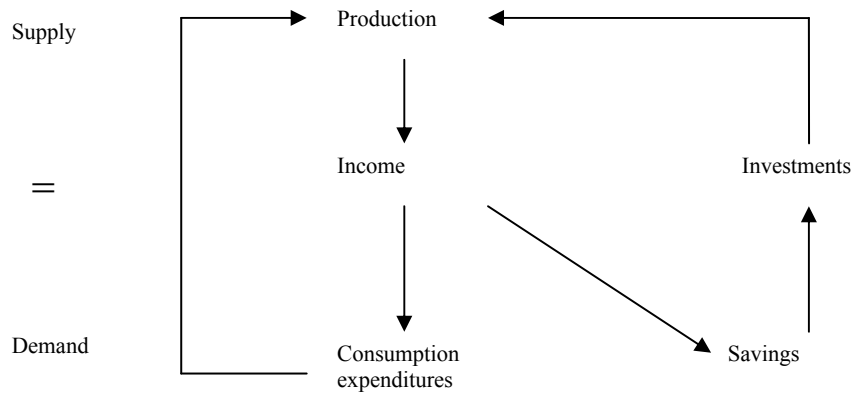 Supply
Production
Income
Investments
=
Demand
Consumption
expenditures
Savings